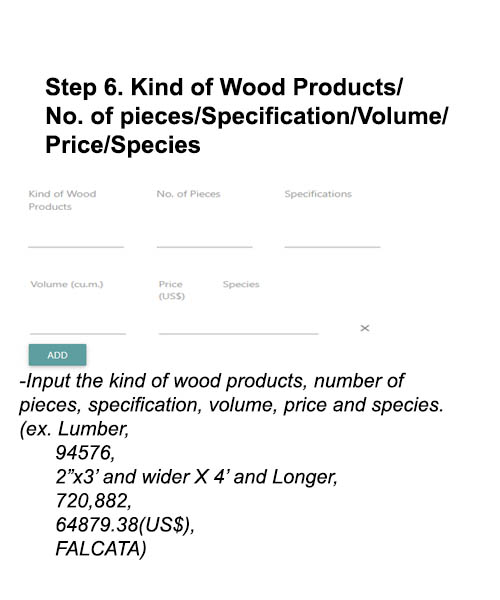 Step 6. Kind of Wood Products/
No. of pieces/Specification/Volume/
Price/Species
Kind of Wood No. of Pieces Specifications
Products
Volume (cu.m.) Price Species
(US$)
×
ADD
-Input the kind of wood products, number of
pieces, specification, volume, price and species.
(ex. Lumber,
94576,
2”x3’ and wider X 4’ and Longer,
720,882,
64879.38(US$),
FALCATA)